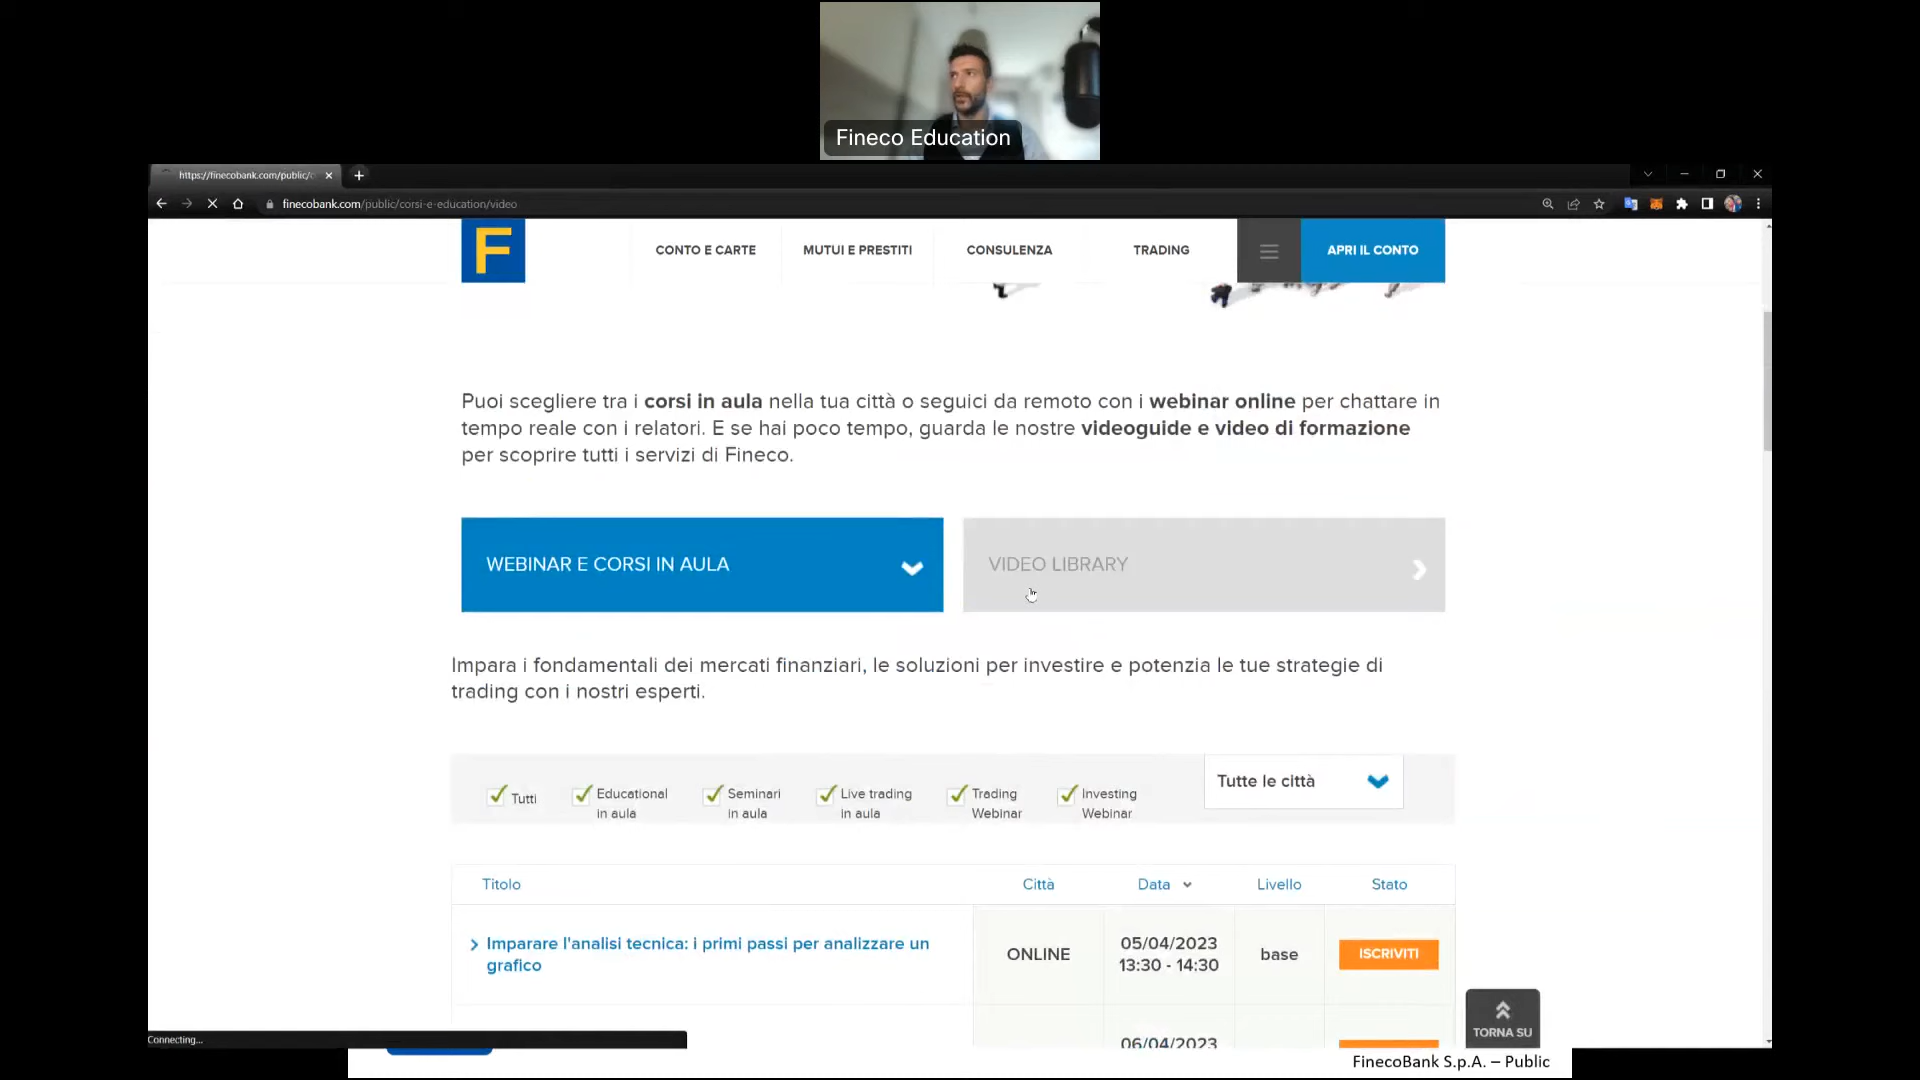 Fineco Education
https://finecobank.com/public/c
finecobank.com/public/corsi-e-education/video
F
CONTO E CARTE
MUTUI E PRESTITI
CONSULENZA
TRADING
APRI IL CONTO
Puoi scegliere tra i corsi in aula nella tua città o seguici da remoto con i webinar online per chattare in
tempo reale con i relatori. E se hai poco tempo, guarda le nostre videoguide e video di formazione
per scoprire tutti i servizi di Fineco.
WEBINAR E CORSI IN AULA
VIDEO LIBRARY
Impara i fondamentali dei mercati finanziari, le soluzioni per investire e potenzia le tue strategie di
trading con i nostri esperti.
Tutti
Educational
in aula
Seminari
in aula
Live trading
in aula
Trading
Webinar
Investing
Webinar
Tutte le città
Titolo
Città
Data
Livello
Stato
Imparare l'analisi tecnica: i primi passi per analizzare un
grafico
ONLINE
05/04/2023
13:30 - 14:30
base
ISCRIVITI
06/04/2023
TORNA SU
Connecting...
FinecoBank S.p.A. – Public